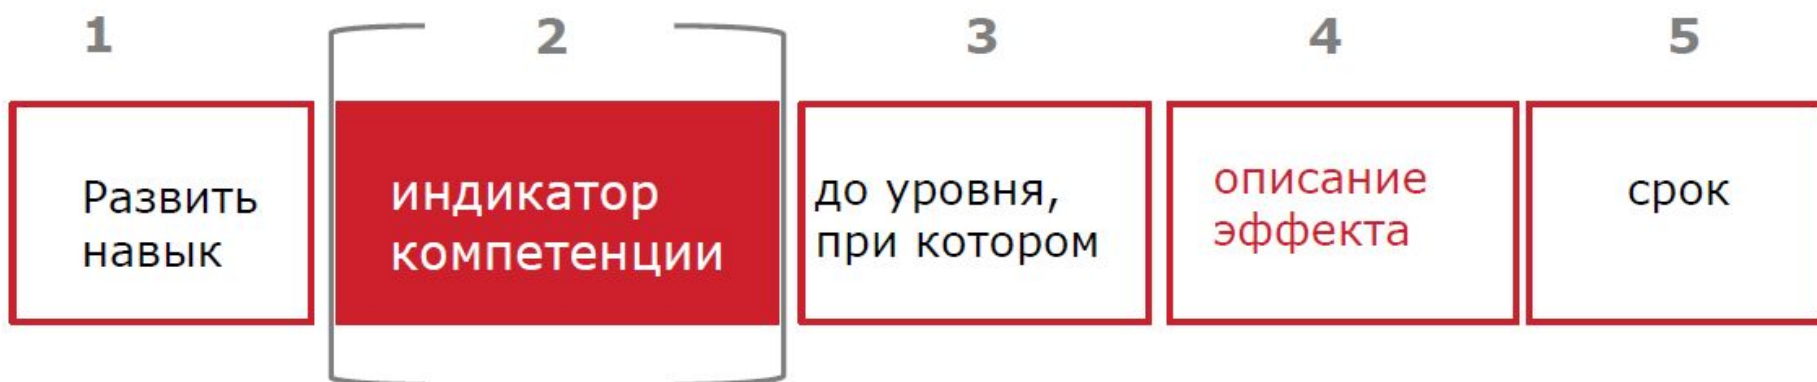 1
2
3
4
5
Развить
навык
индикатор
компетенции
до уровня,
при котором
описание
эффекта
срок